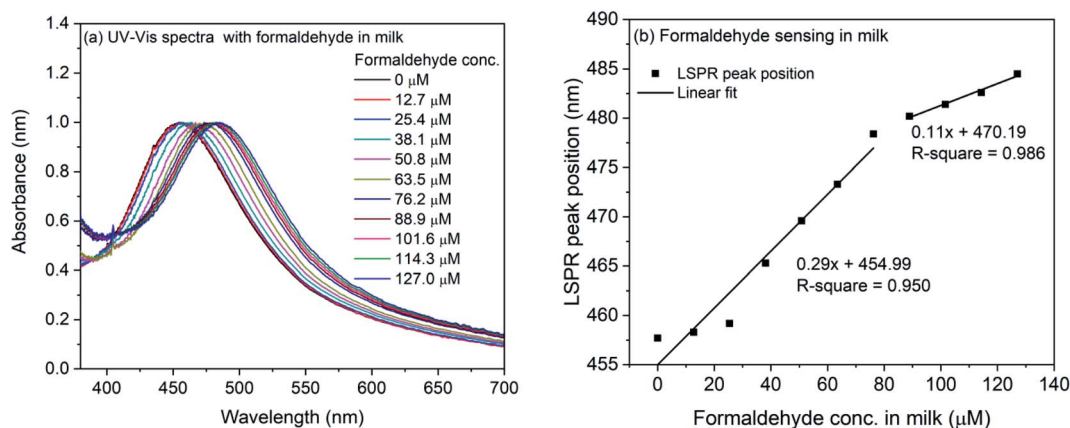 (a) UV-Vis spectra with formaldehyde in milk
Formaldehyde conc.
0 μM
12.7 μM
25.4 μM
38.1 μM
50.8 μM
63.5 μM
76.2 μM
88.9 μM
101.6 μM
114.3 μM
127.0 μM
Absorbance (nm)
1.4
1.2
1.0
0.8
0.6
0.4
0.2
0.0
400 450 500 550 600 650 700
Wavelength (nm)
(b) Formaldehyde sensing in milk
LSPR peak position
Linear fit
0.11x + 470.19
R-square = 0.986
0.29x + 454.99
R-square = 0.950
LSPR peak position (nm)
490
485
480
475
470
465
460
455
0 20 40 60 80 100 120 140
Formaldehyde conc. in milk (μM)